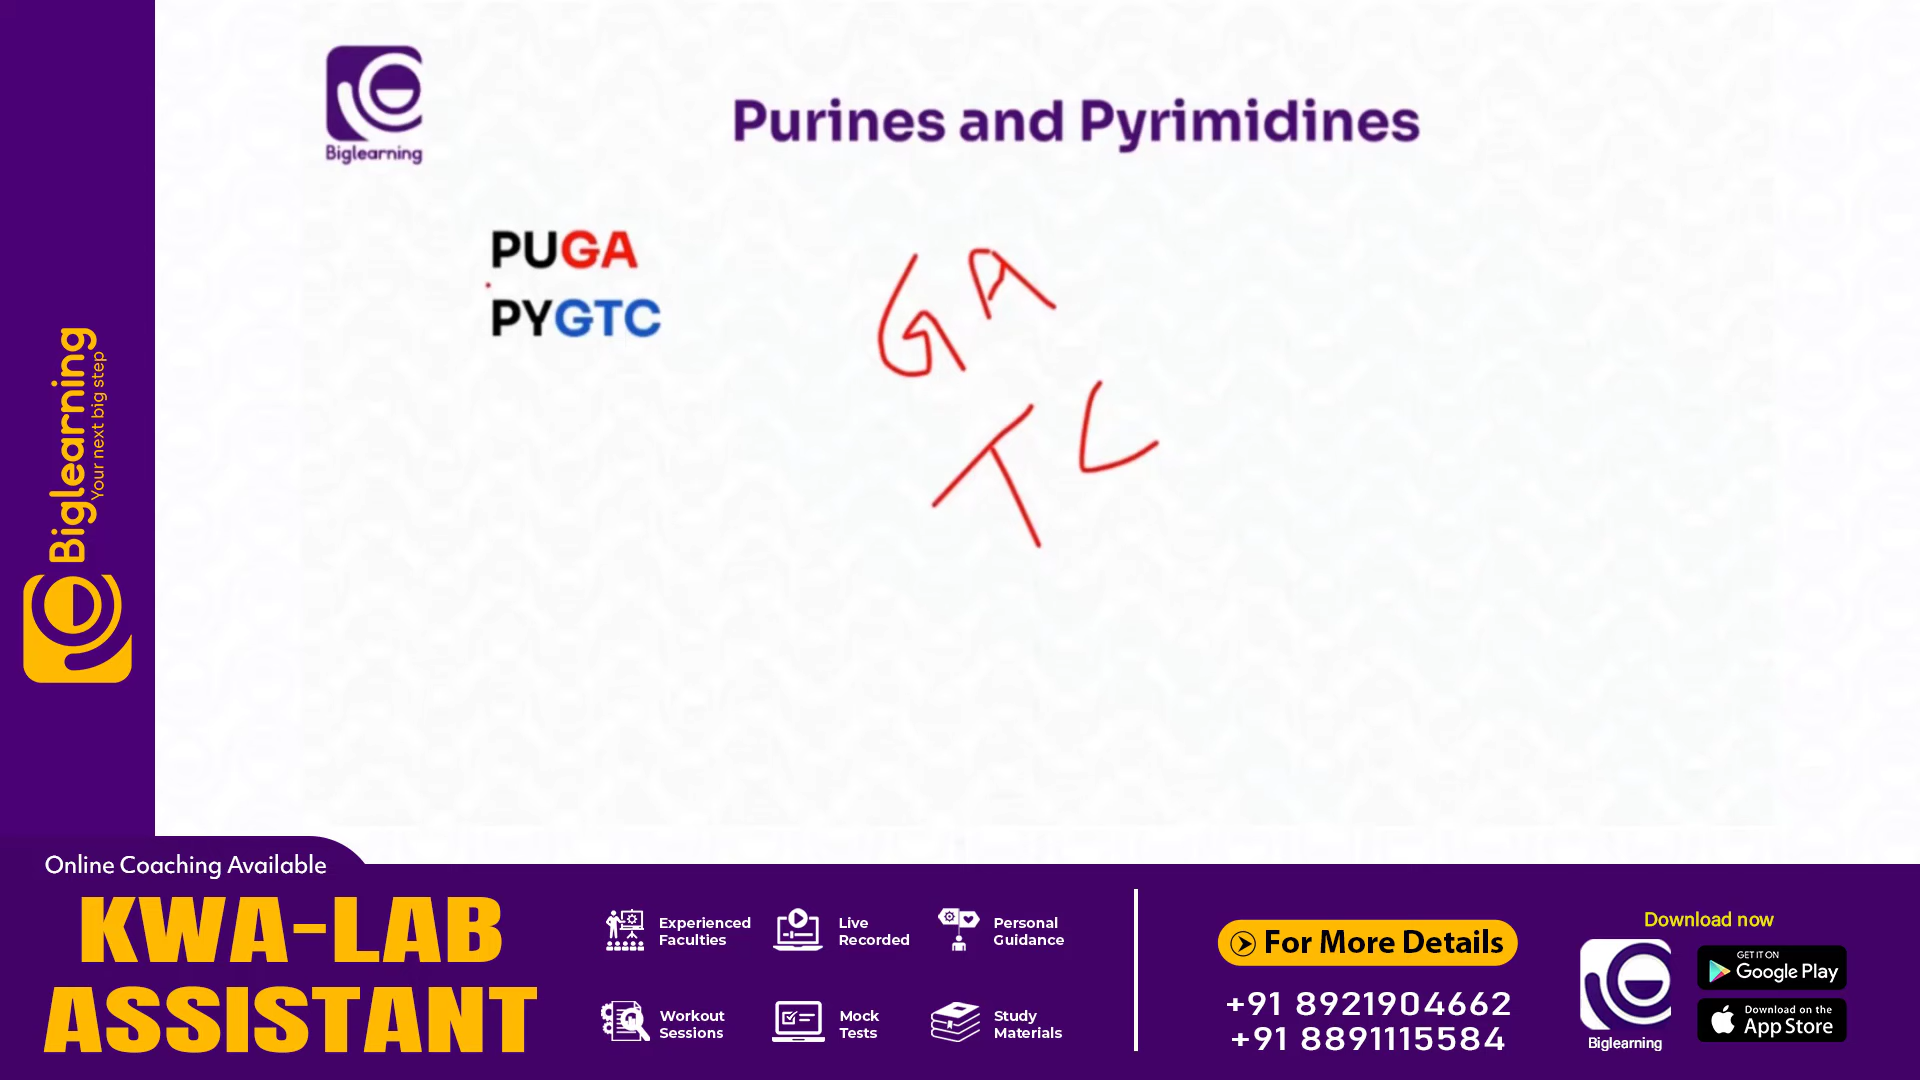 Biglearning
Purines and Pyrimidines
PUGA
PYGTC
G A
T C
Biglearning
Your next big step
Online Coaching Available
KWA-LAB
ASSISTANT
Experienced
Faculties
Live
Recorded
Personal
Guidance
Workout
Sessions
Mock
Tests
Study
Materials
For More Details
+91 8921904662
+91 8891115584
Download now
Biglearning
GET IT ON
Google Play
Download on the
App Store